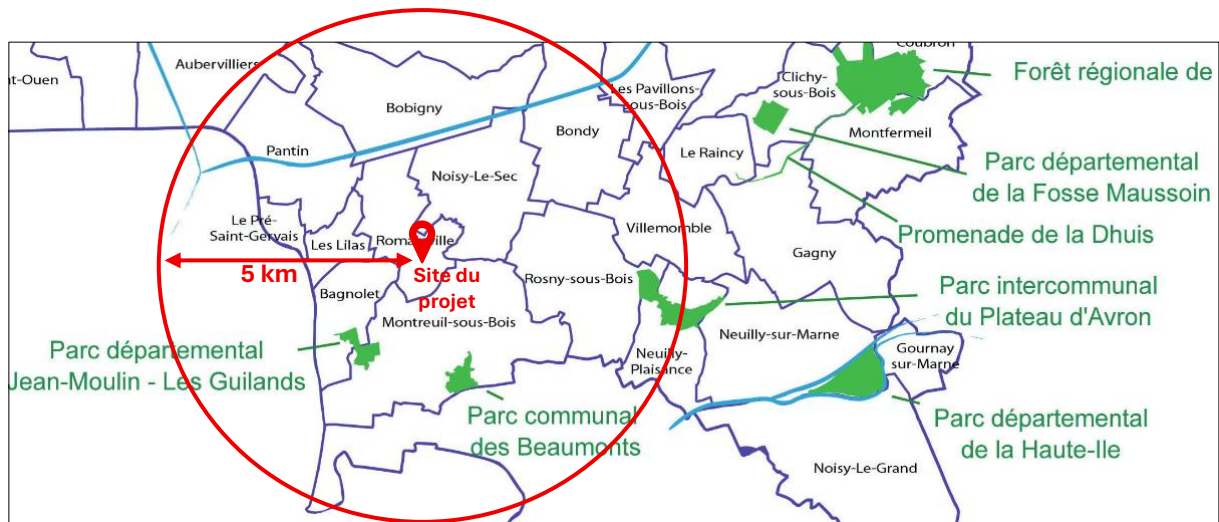 Coubron
Aubervilliers
nt-Ouen
Forêt régionale de
Clichy-
sous-Bois
Les Pavillons-
sous-Bois
Bobigny
Bondy
Montfermeil
Pantin
Le Raincy
Parc départemental
de la Fosse Maussoin
Noisy-Le-Sec
Le Pré-
Saint-Gervais
Les Lilas
Villemomble
Promenade de la Dhuis
Gagny
5 km
Site du
projet
Rosny-sous-Bois
Bagnolet
Parc intercommunal
du Plateau d'Avron
Montreuil-sous-Bois
Neuilly-sur-Marne
Parc départemental
Jean-Moulin - Les Guilands
Neuilly-
Plaisance
Gournay
sur-Marne
Parc communal
des Beaumonts
Parc départemental
de la Haute-Ile
Noisy-Le-Grand